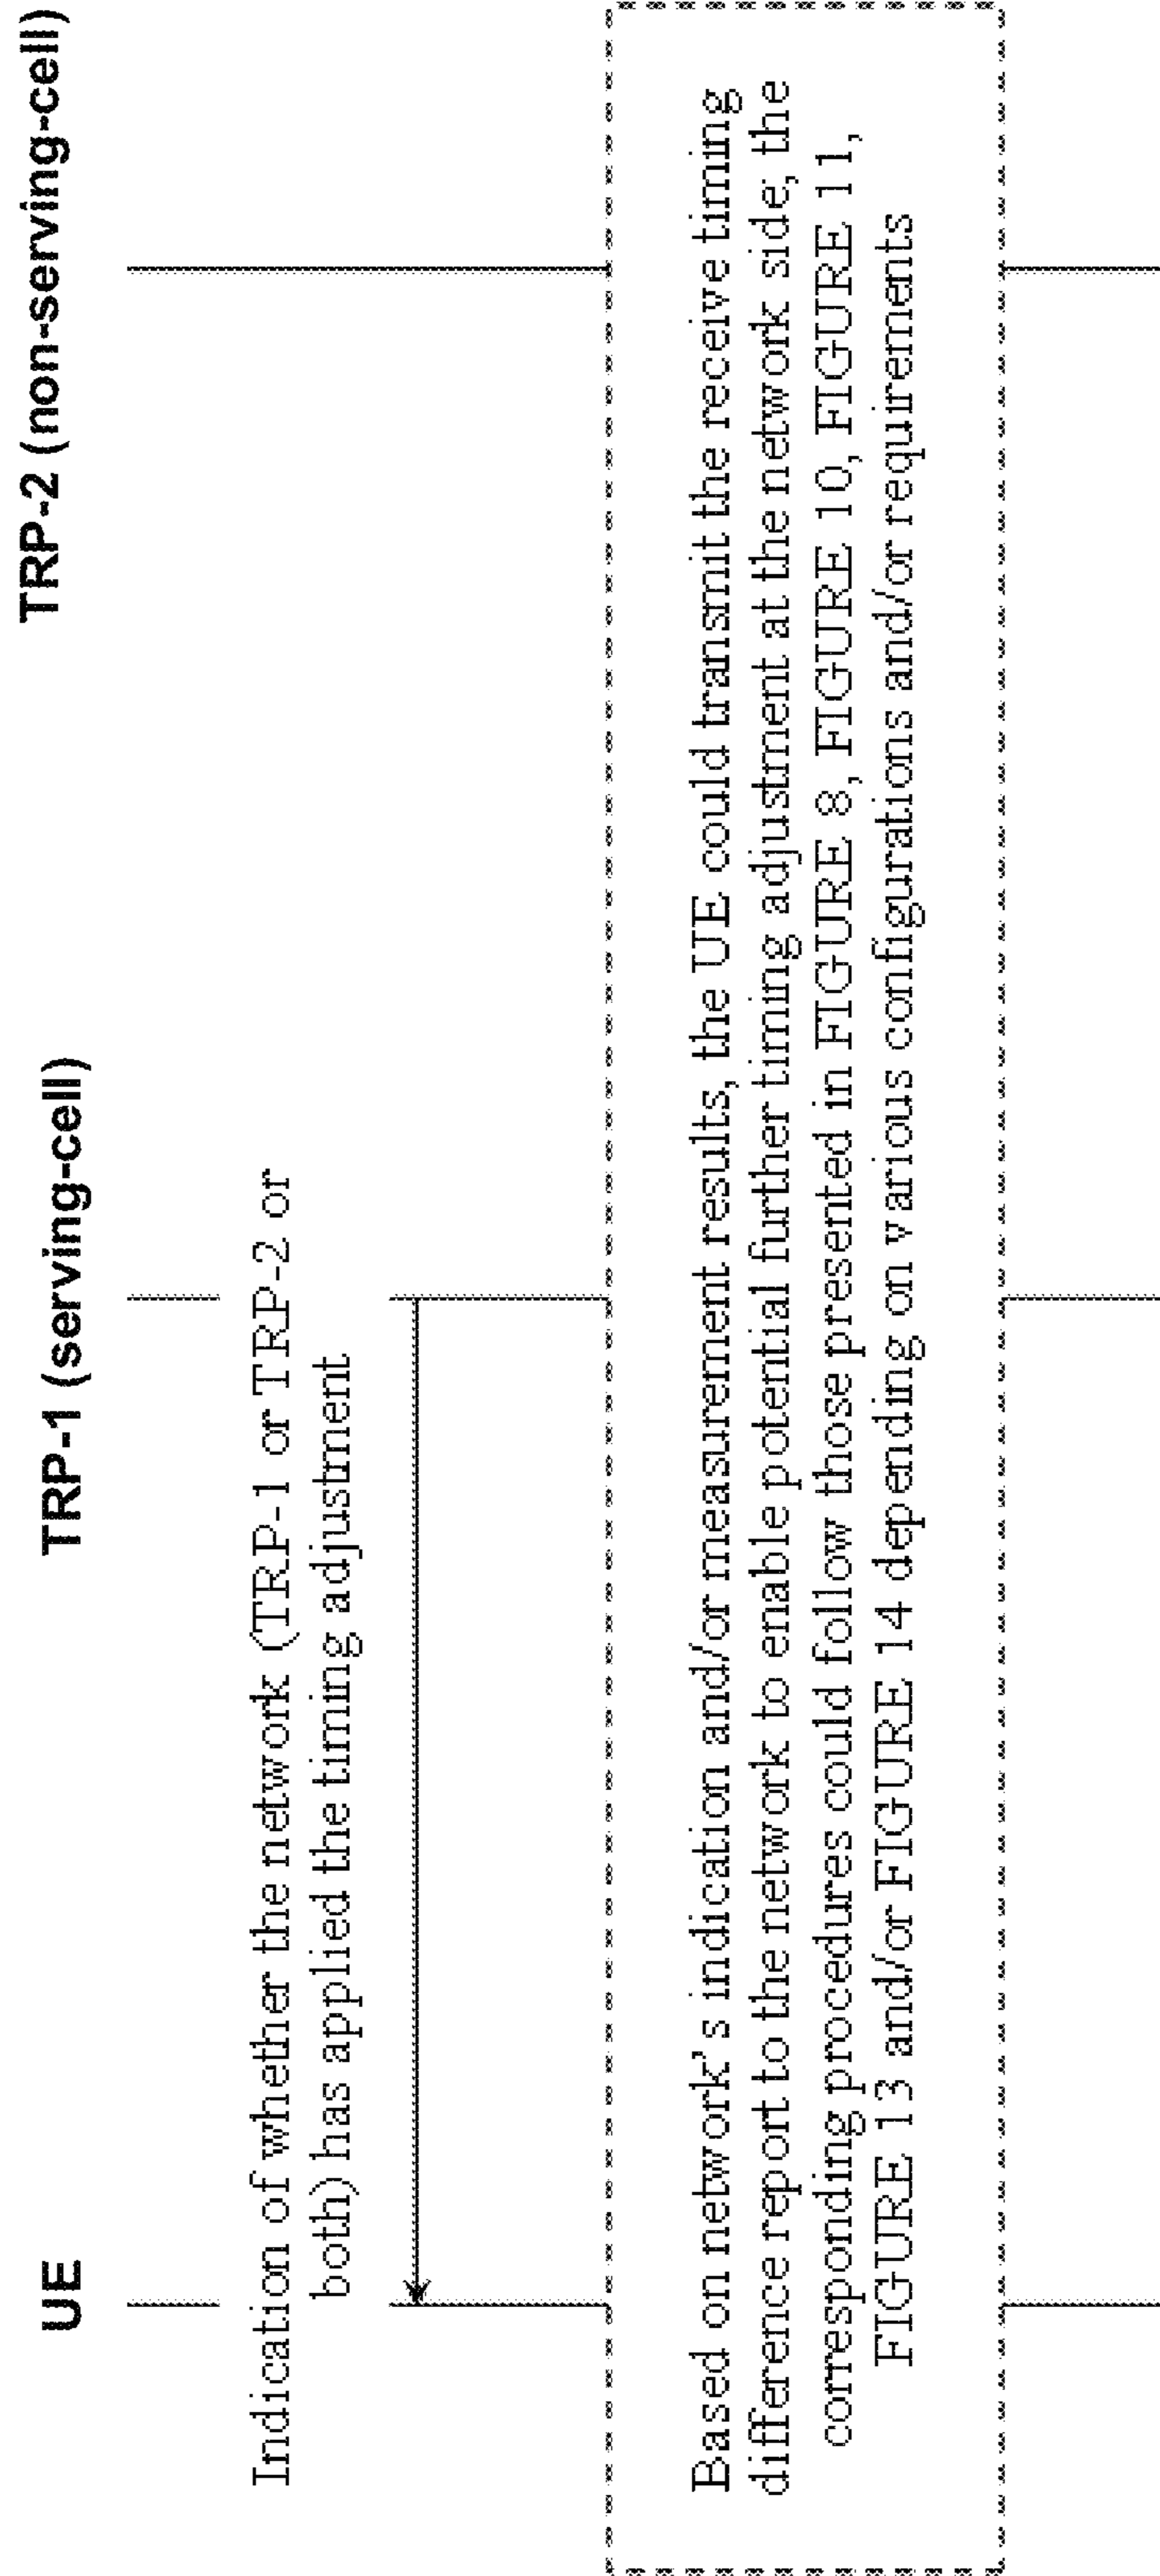 UE
TRP-1 (serving-cell)
TRP-2 (non-serving-cell)
Indication of whether the network (TRP-1 or TRP-2 or
both) has applied the timing adjustment
Based on network's indication and/or measurement results, the UE could transmit the receive timing
difference report to the network to enable potential further timing adjustment at the network side; the
corresponding procedures could follow those presented in FIGURE 8, FIGURE 10, FIGURE 11,
FIGURE 13 and/or FIGURE 14 depending on various configurations and/or requirements